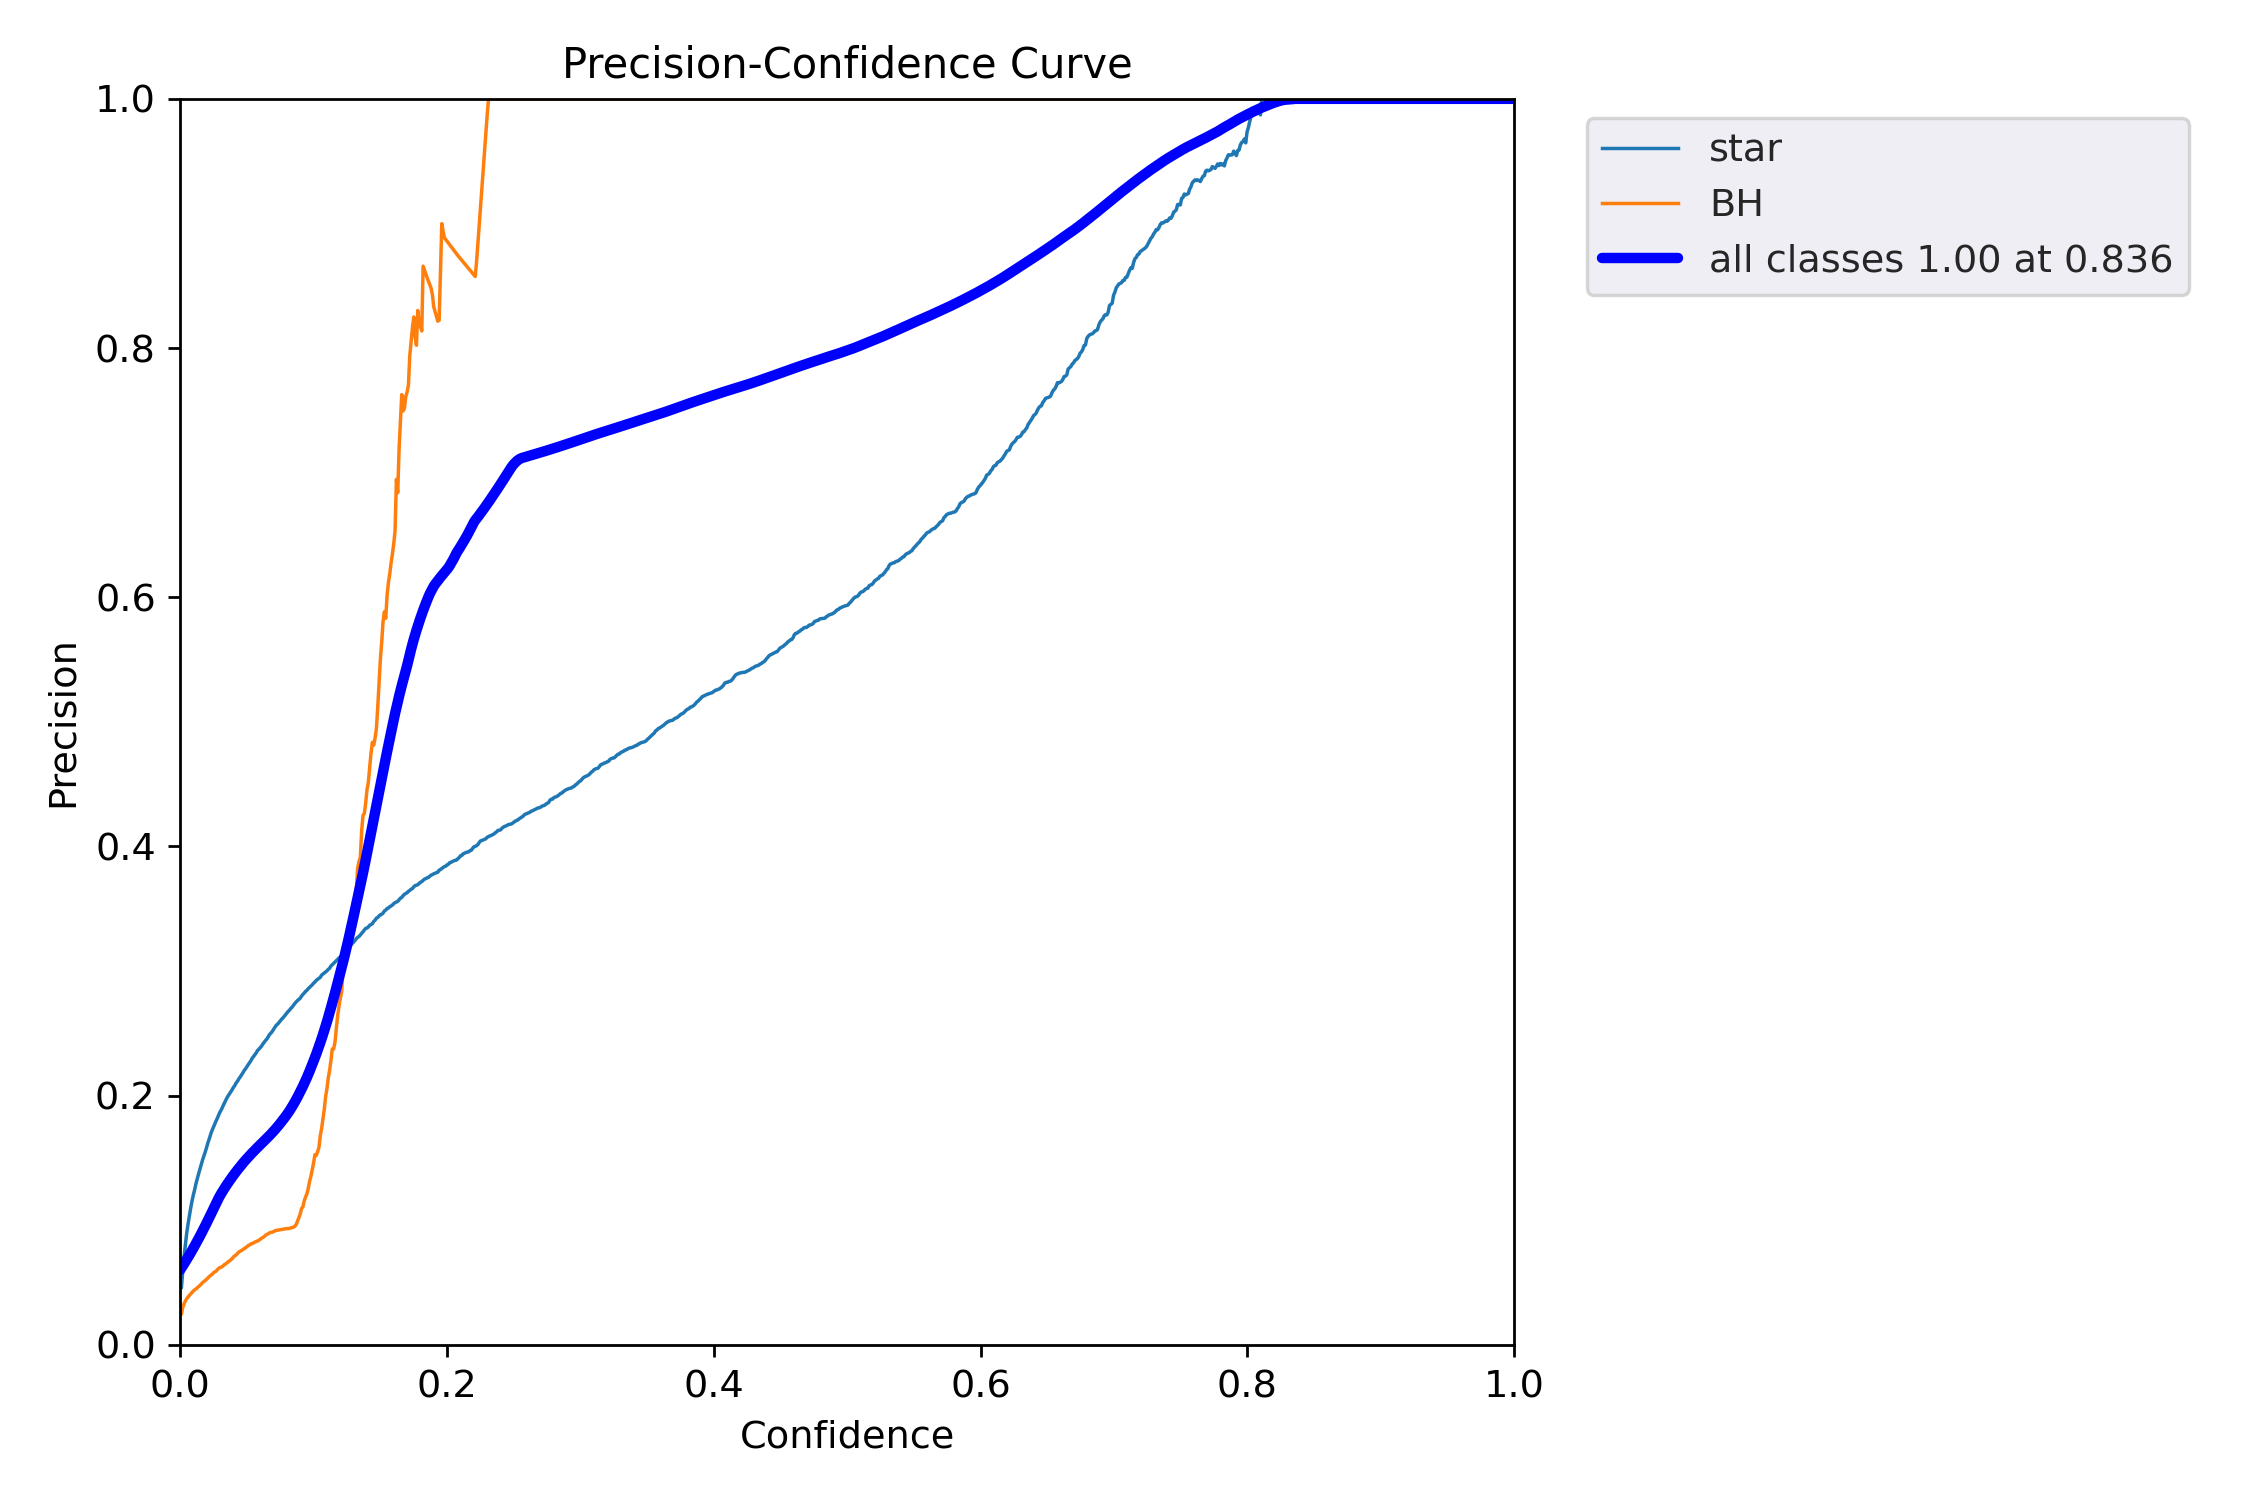 Precision-Confidence Curve
1.0
0.8
0.6
0.4
0.2
0.0
Precision
0.0 0.2 0.4 0.6 0.8 1.0
Confidence
star
BH
all classes 1.00 at 0.836